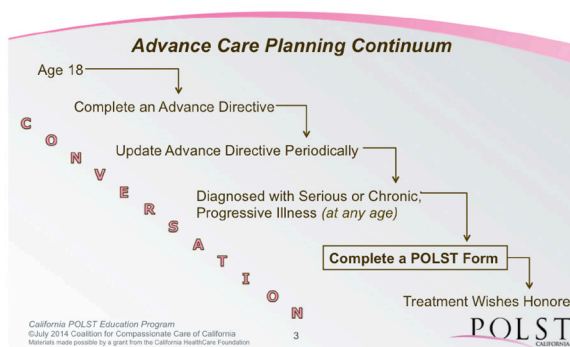 Advance Care Planning Continuum
Age 18
Complete an Advance Directive
Update Advance Directive Periodically
Diagnosed with Serious or Chronic,
Progressive Illness (at any age)
Complete a POLST Form
Treatment Wishes Honore
CONVERSATION
California POLST Education Program
©July 2014 Coalition for Compassionate Care of California
Materials made possible by a grant from the California HealthCare Foundation
3
POLST
CALIFORNIA